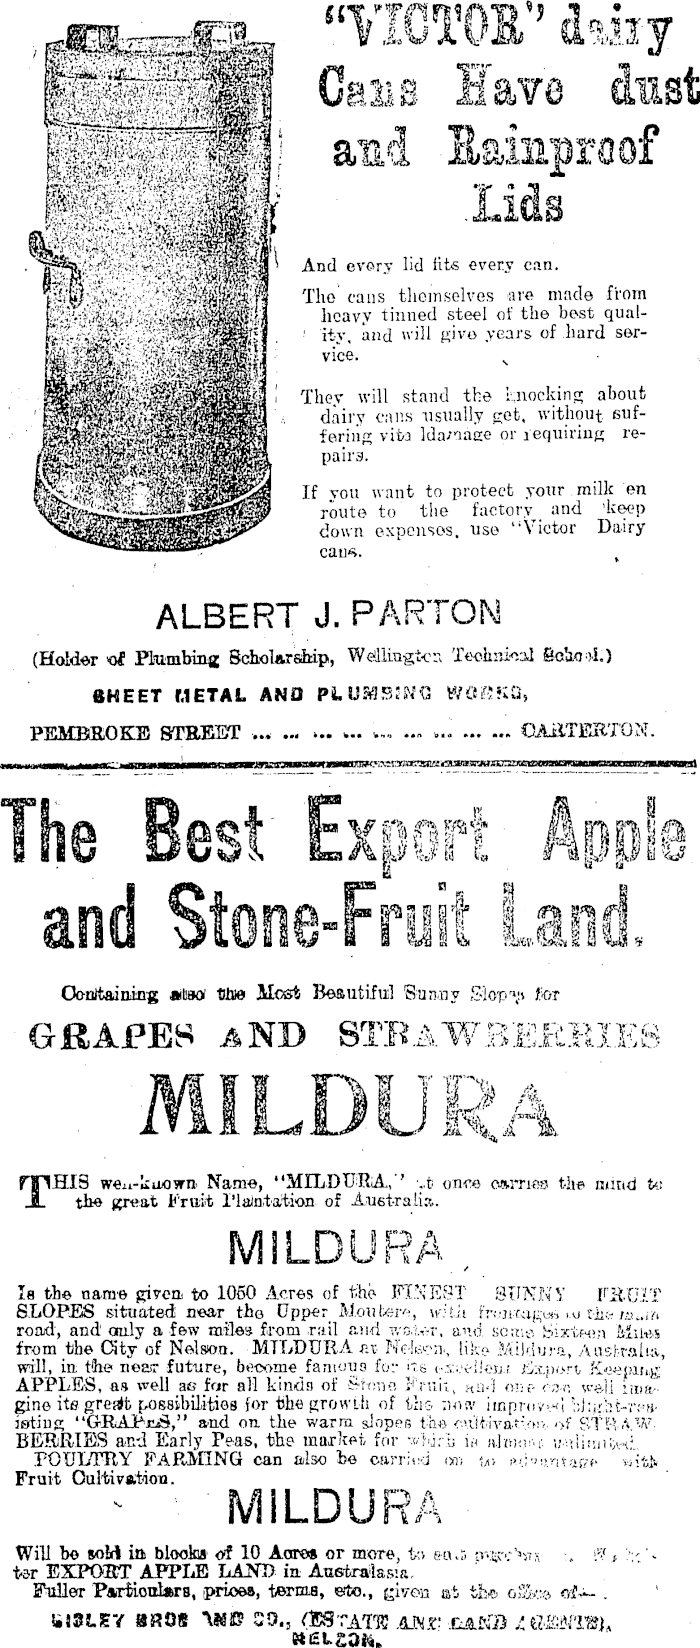 "VICTOR" dairy
Cans Have dust
and Rainproof
Lids
And every lid fits every can.
The cans themselves are made from
heavy tinned steel of the best qual-
ity, and will give years of hard ser-
vice.
They will stand the knocking about
dairy cans usually get, without suf-
fering vita ldamage or requiring re-
pairs.
If you want to protect your milk en
route to the factory and keep
down expenses, use "Victor Dairy
cans.
ALBERT J. PARTON
(Holder of Plumbing Scholarship, Wellington Technical School.)
SHEET METAL AND PLUMBING WORKS,
PEMBROKE STREET ... ... ... ... ... ... ... ... ... CARTERTON.
The Best Export Apple
and Stone-Fruit Land.
Containing also the Most Beautiful Sunny Slopes for
GRAPES AND STRAWBERRIES
MILDURA
THIS well-known Name, "MILDURA," at once carries the mind to
the great Fruit Plantation of Australia.
MILDURA
Is the name given to 1050 Acres of the FINEST SUNNY FRUIT
SLOPES situated near the Upper Moutere, with frontages to the main
road, and only a few miles from rail and water, and some Sixteen Miles
from the City of Nelson. MILDURA at Nelson, like Mildura, Australia,
will, in the near future, become famous for its excellent Export Keeping
APPLES, as well as for all kinds of Stone Fruit, and one can well ima-
gine its great possibilities for the growth of the now improved blight-res-
isting "GRAPES," and on the warm slopes the cultivation of STRAW-
BERRIES and Early Peas, the market for which is almost unlimited.
POULTRY FARMING can also be carried on to advantage with
Fruit Cultivation.
MILDURA
Will be sold in blocks of 10 Acres or more, to suit
ter EXPORT APPLE LAND in Australasia.
Fuller Particulars, prices, terms, etc., given at the office of—
BISLEY BROS AND CO., (ESTATE AND LAND AGENTS),
NELSON.